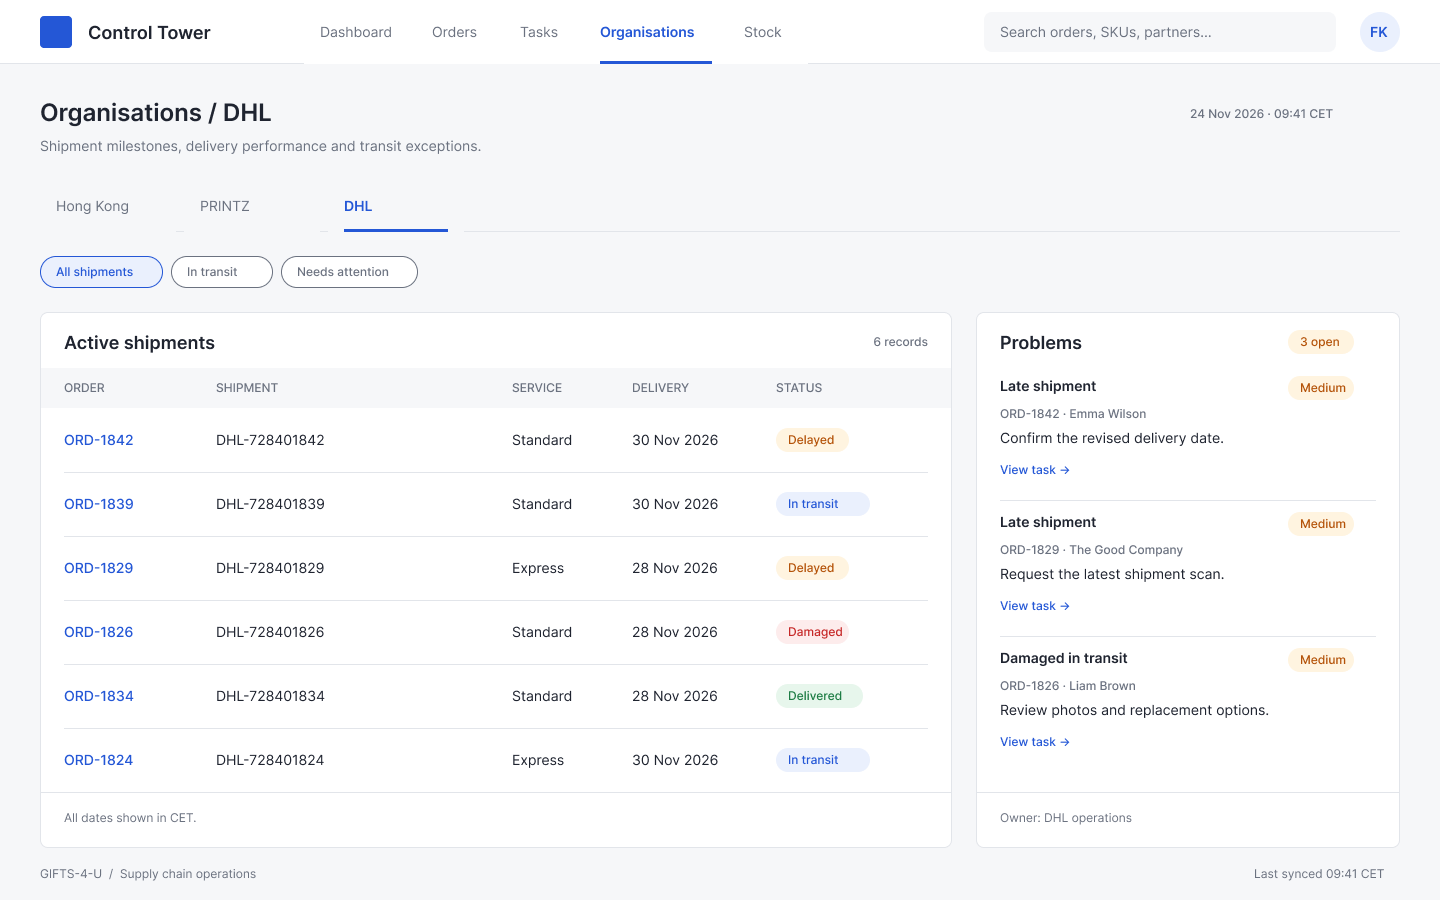 Control Tower
Dashboard Orders Tasks Organisations Stock
Search orders, SKUs, partners...
FK
Organisations / DHL
24 Nov 2026 · 09:41 CET
Shipment milestones, delivery performance and transit exceptions.
Hong Kong PRINTZ DHL
All shipments In transit Needs attention
Active shipments
6 records
ORDER SHIPMENT SERVICE DELIVERY STATUS
ORD-1842 DHL-728401842 Standard 30 Nov 2026 Delayed
ORD-1839 DHL-728401839 Standard 30 Nov 2026 In transit
ORD-1829 DHL-728401829 Express 28 Nov 2026 Delayed
ORD-1826 DHL-728401826 Standard 28 Nov 2026 Damaged
ORD-1834 DHL-728401834 Standard 28 Nov 2026 Delivered
ORD-1824 DHL-728401824 Express 30 Nov 2026 In transit
All dates shown in CET.
Problems
3 open
Late shipment Medium
ORD-1842 · Emma Wilson
Confirm the revised delivery date.
View task →
Late shipment Medium
ORD-1829 · The Good Company
Request the latest shipment scan.
View task →
Damaged in transit Medium
ORD-1826 · Liam Brown
Review photos and replacement options.
View task →
Owner: DHL operations
GIFTS-4-U / Supply chain operations
Last synced 09:41 CET